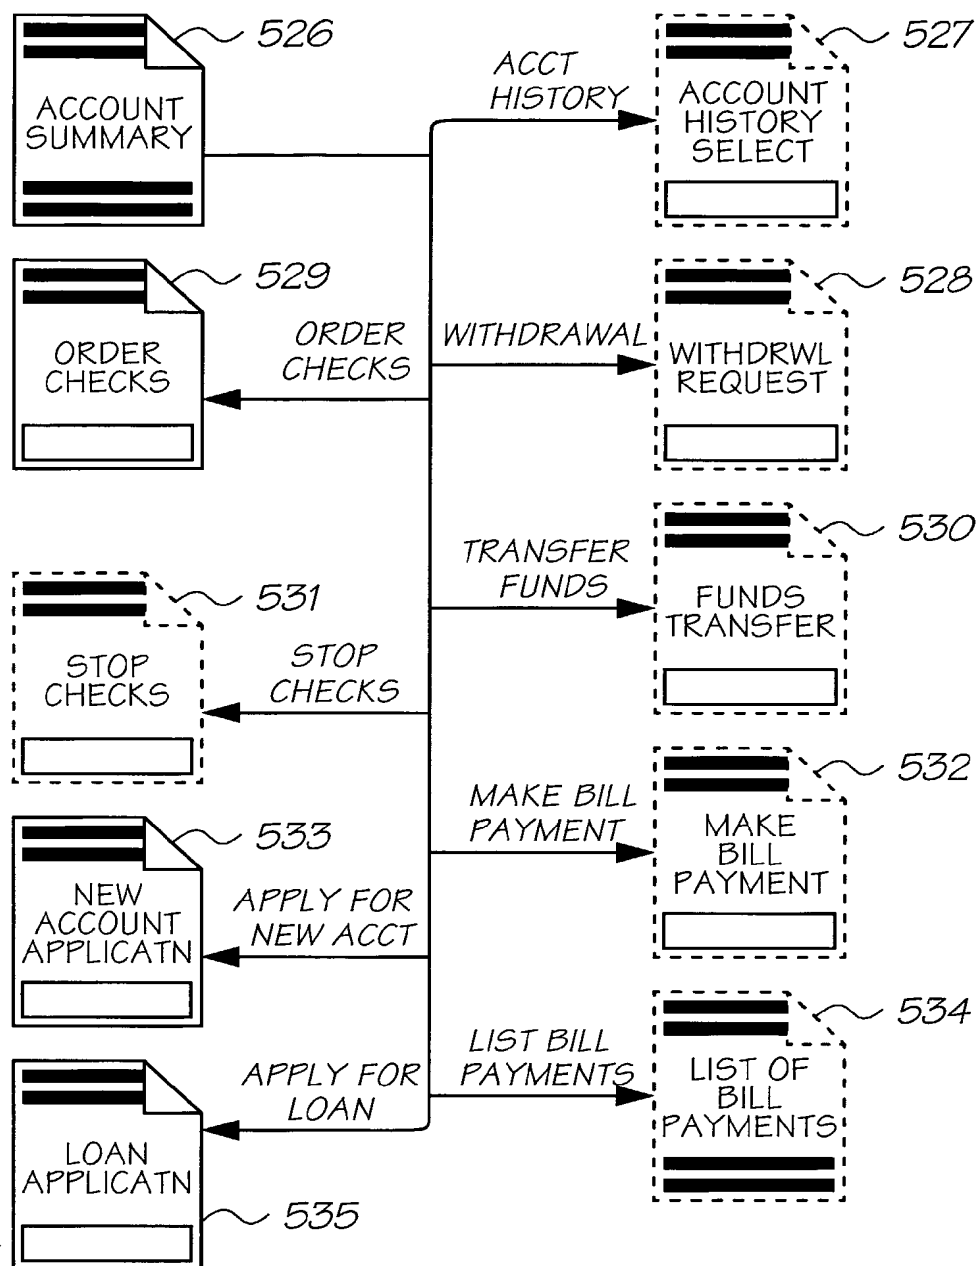 526
ACCOUNT
SUMMARY
ACCT
HISTORY
527
ACCOUNT
HISTORY
SELECT
529
ORDER
CHECKS
ORDER
CHECKS
WITHDRAWAL
528
WITHDRWL
REQUEST
TRANSFER
FUNDS
530
FUNDS
TRANSFER
531
STOP
CHECKS
STOP
CHECKS
MAKE BILL
PAYMENT
532
MAKE
BILL
PAYMENT
533
NEW
ACCOUNT
APPLICATN
APPLY FOR
NEW ACCT
LIST BILL
PAYMENTS
534
LIST OF
BILL
PAYMENTS
APPLY FOR
LOAN
LOAN
APPLICATN
535